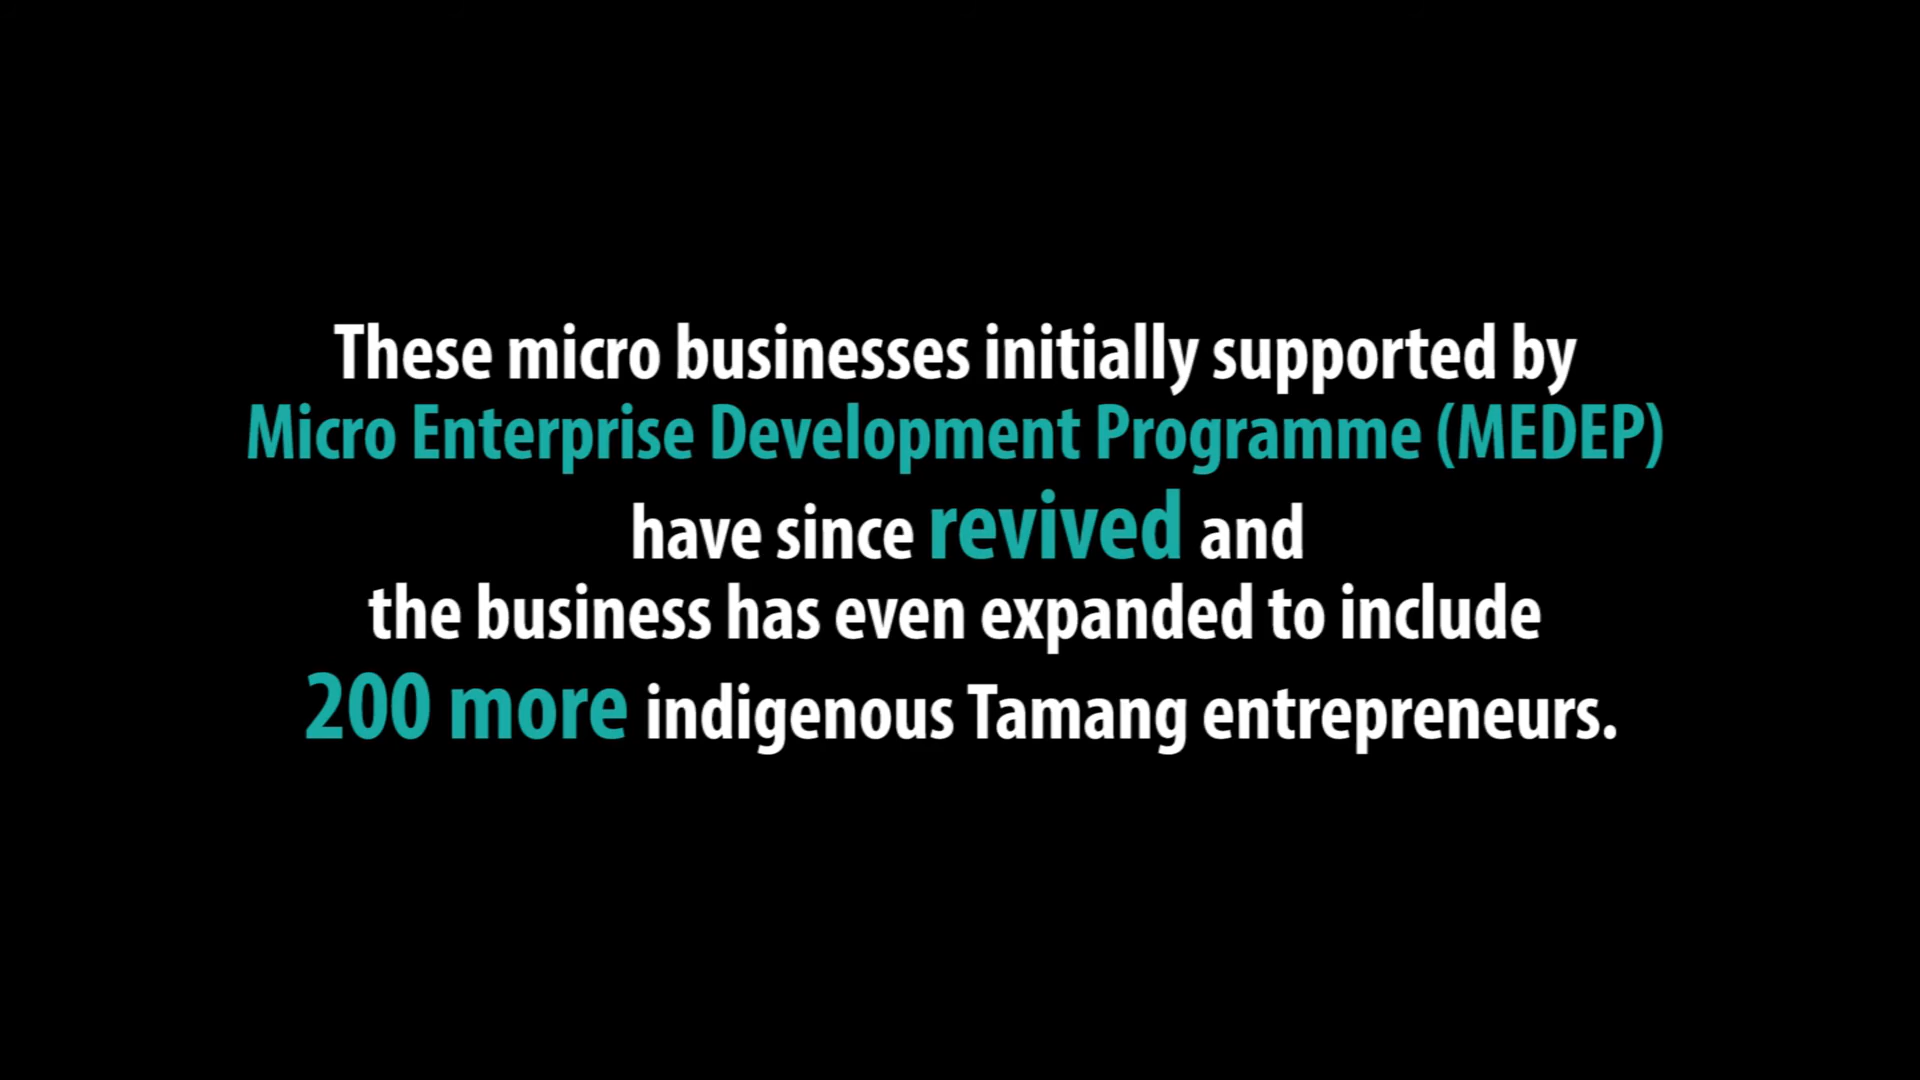 These micro businesses initially supported by
Micro Enterprise Development Programme (MEDEP)
have since revived and
the business has even expanded to include
200 more indigenous Tamang entrepreneurs.